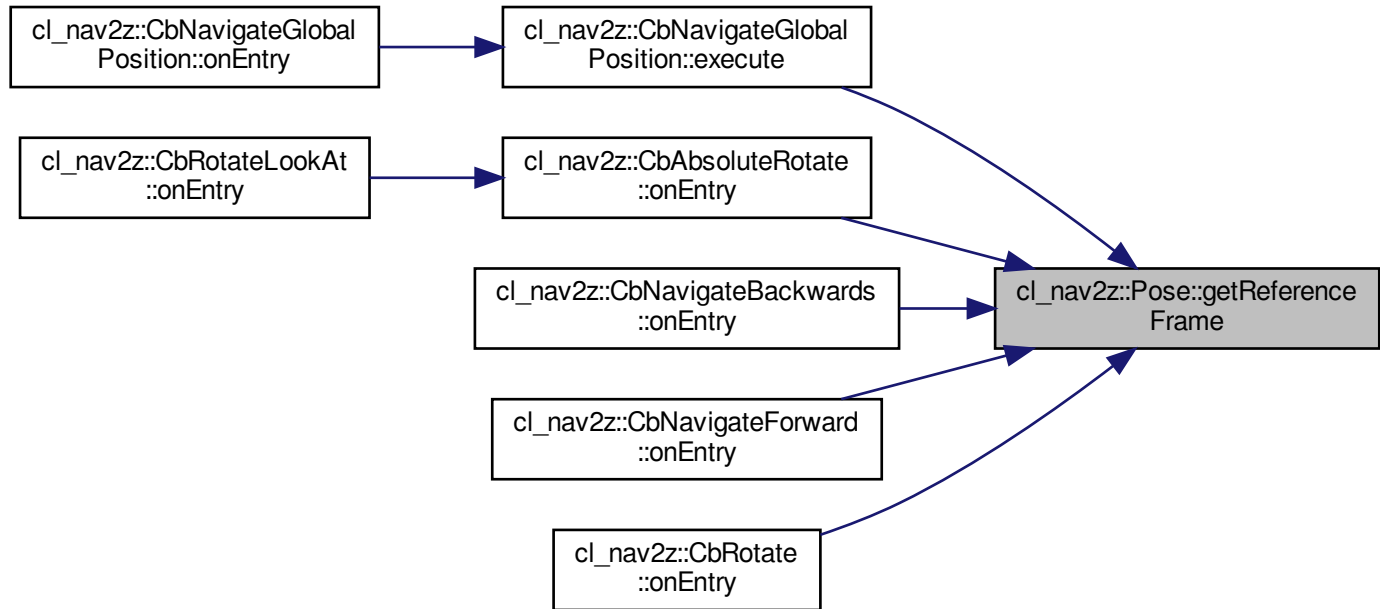 cl_nav2z::CbNavigateGlobal
Position::onEntry
cl_nav2z::CbNavigateGlobal
Position::execute
cl_nav2z::CbRotateLookAt
::onEntry
cl_nav2z::CbAbsoluteRotate
::onEntry
cl_nav2z::CbNavigateBackwards
::onEntry
cl_nav2z::Pose::getReference
Frame
cl_nav2z::CbNavigateForward
::onEntry
cl_nav2z::CbRotate
::onEntry